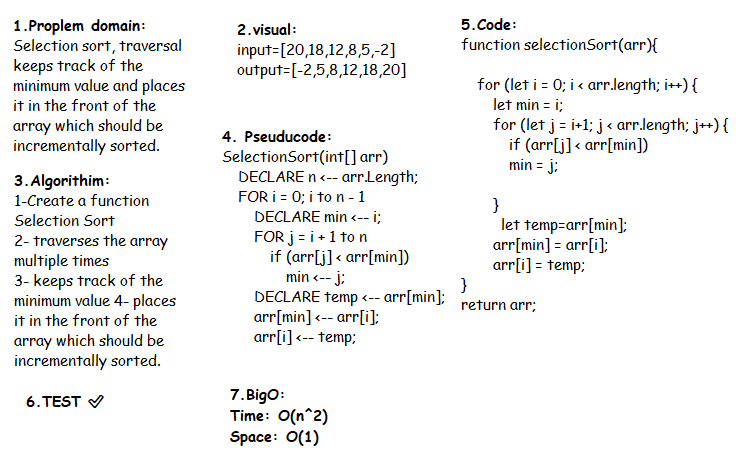 1.Proplem domain:
Selection sort, traversal
keeps track of the
minimum value and places
it in the front of the
array which should be
incrementally sorted.
3.Algorithim:
1-Create a function
Selection Sort
2- traverses the array
multiple times
3- keeps track of the
minimum value 4- places
it in the front of the
array which should be
incrementally sorted.
6.TEST ✓
2.visual:
input=[20,18,12,8,5,-2]
output=[-2,5,8,12,18,20]
4. Pseuducode:
SelectionSort(int[] arr)
DECLARE n <-- arr.Length;
FOR i = 0; i to n - 1
DECLARE min <-- i;
FOR j = i + 1 to n
if (arr[j] < arr[min])
min <-- j;
DECLARE temp <-- arr[min];
arr[min] <-- arr[i];
arr[i] <-- temp;
7.BigO:
Time: O(n^2)
Space: O(1)
5.Code:
function selectionSort(arr){
for (let i = 0; i < arr.length; i++) {
let min = i;
for (let j = i+1; j < arr.length; j++) {
if (arr[j] < arr[min])
min = j;
}
let temp=arr[min];
arr[min] = arr[i];
arr[i] = temp;
}
return arr;